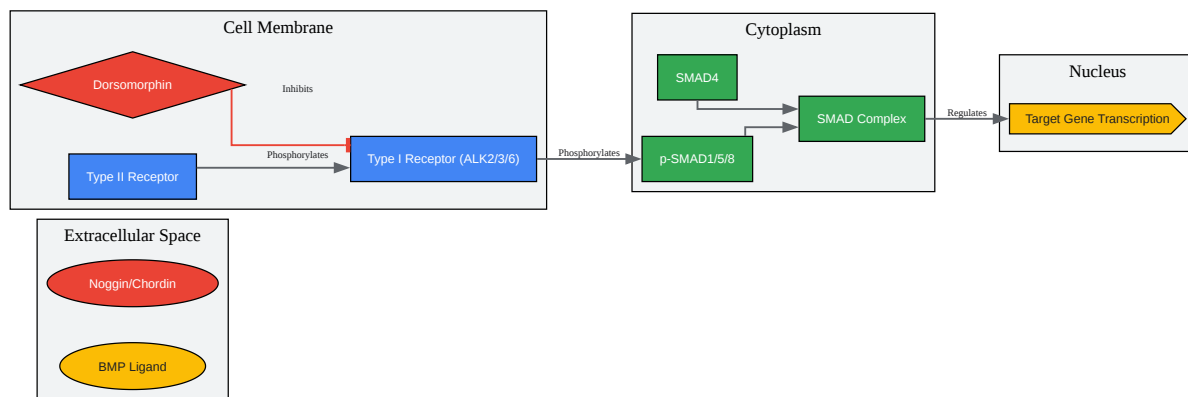 Cell Membrane
Dorsomorphin
Inhibits
Phosphorylates
Type II Receptor
Type I Receptor (ALK2/3/6)
Phosphorylates
Cytoplasm
SMAD4
p-SMAD1/5/8
SMAD Complex
Regulates
Nucleus
Target Gene Transcription
Extracellular Space
Noggin/Chordin
BMP Ligand